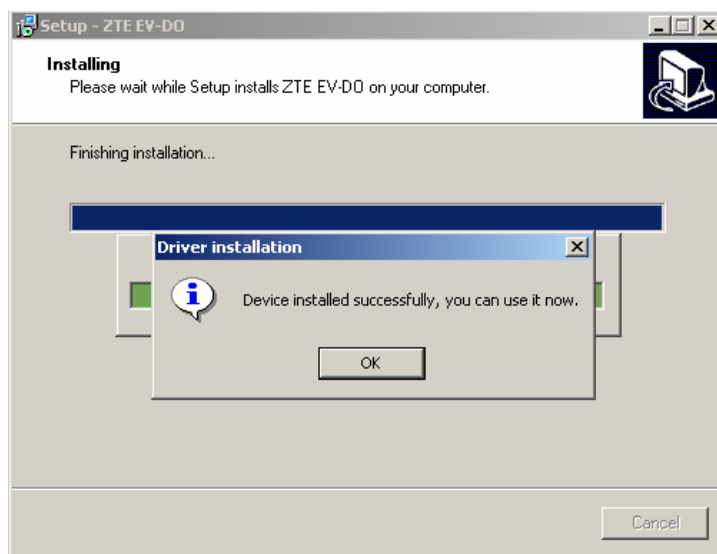 Setup - ZTE EV-DO
Installing
Please wait while Setup installs ZTE EV-DO on your computer.
Finishing installation...
Driver installation
Device installed successfully, you can use it now.
OK
Cancel